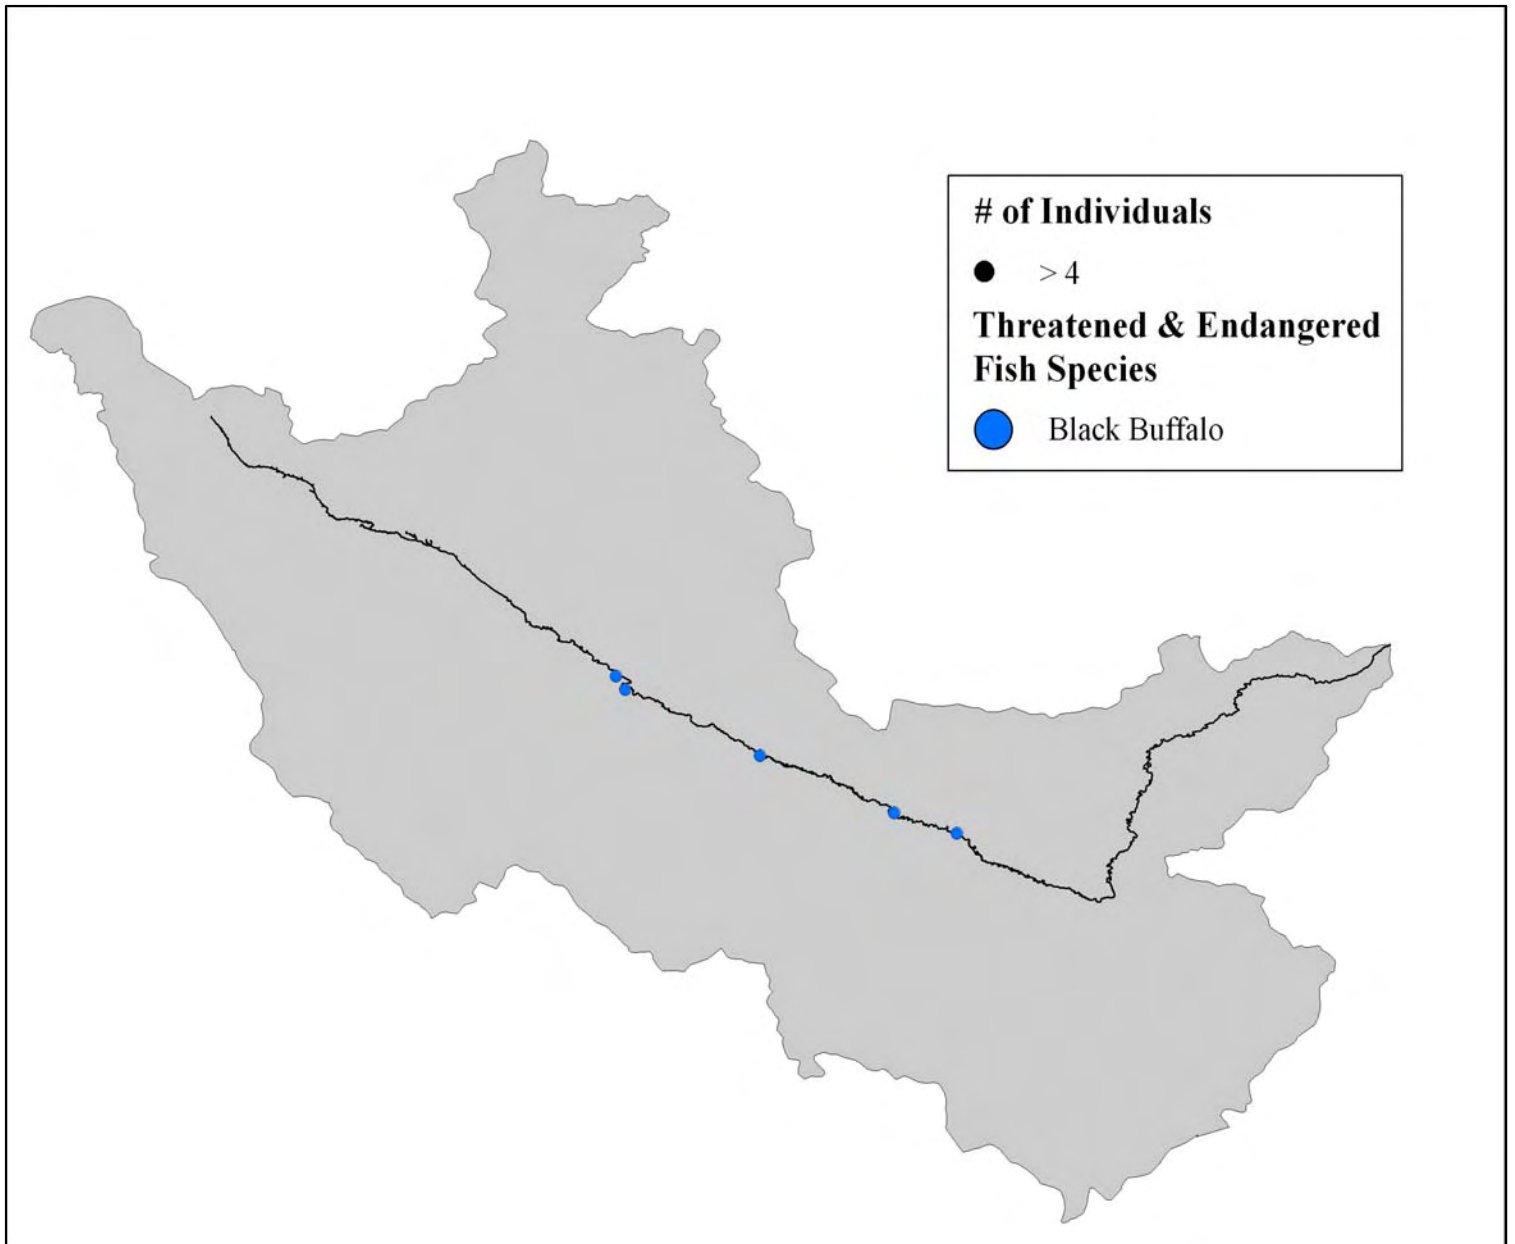 # of Individuals
> 4
Threatened & Endangered
Fish Species
Black Buffalo